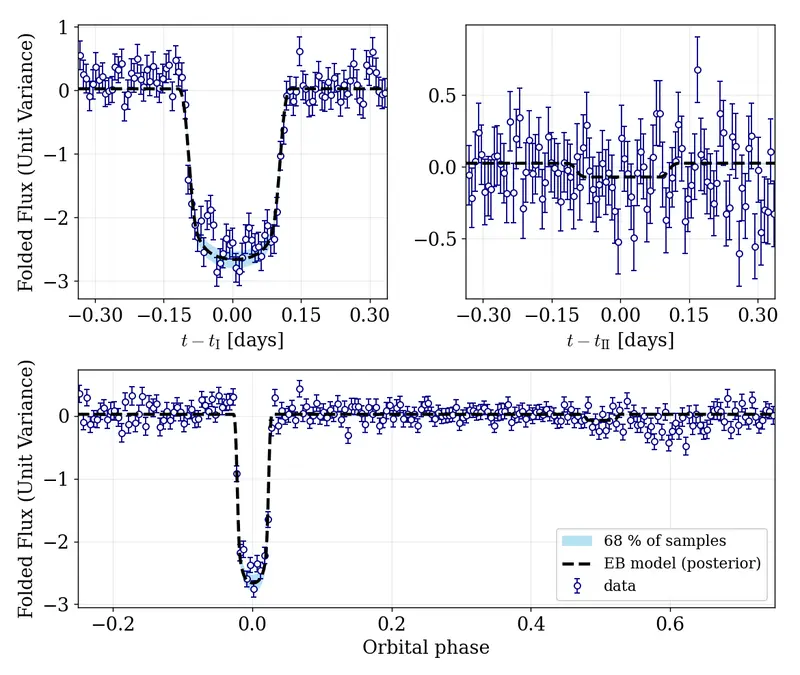 Folded Flux (Unit Variance)
1
0
−1
−2
−3
−0.30 −0.15 0.00 0.15 0.30
t − t_I [days]
0.5
0.0
−0.5
−0.30 −0.15 0.00 0.15 0.30
t − t_II [days]
Folded Flux (Unit Variance)
0
−1
−2
−3
−0.2 0.0 0.2 0.4 0.6
Orbital phase
68 % of samples
EB model (posterior)
data